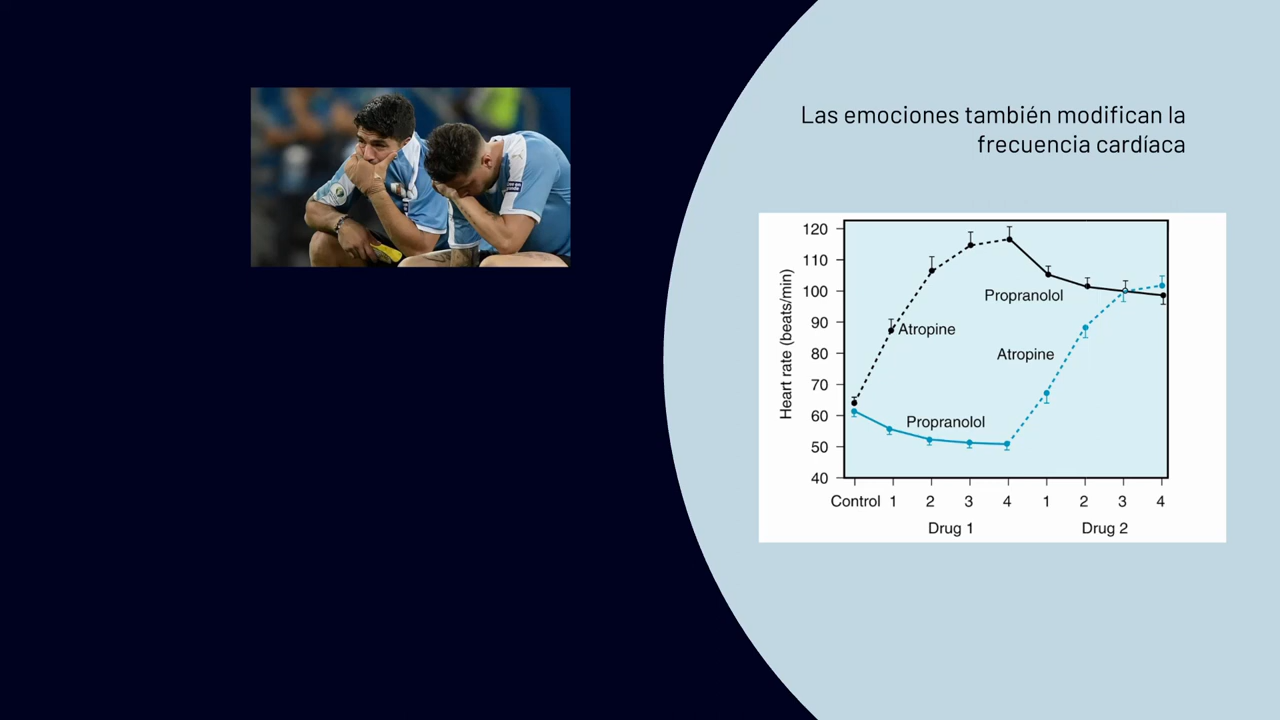 Las emociones también modifican la
frecuencia cardíaca
120
110
100
90
80
70
60
50
40
Heart rate (beats/min)
Propranolol
Atropine
Atropine
Propranolol
Control 1 2 3 4 1 2 3 4
Drug 1 Drug 2